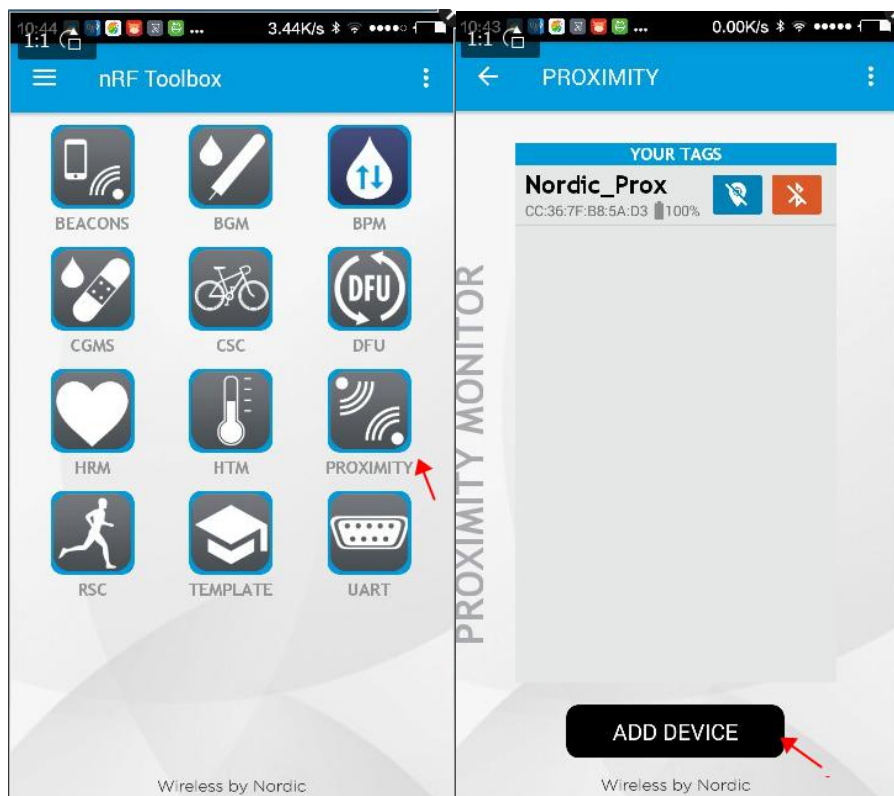 10:44
...
3.44K/s
1:1
nRF Toolbox
BEACONS
BGM
BPM
CGMS
CSC
DFU
DFU
HRM
HTM
PROXIMITY
RSC
TEMPLATE
UART
Wireless by Nordic
10:43
...
0.00K/s
1:1
PROXIMITY
PROXIMITY MONITOR
YOUR TAGS
Nordic_Prox
CC:36:7F:B8:5A:D3 100%
ADD DEVICE
Wireless by Nordic